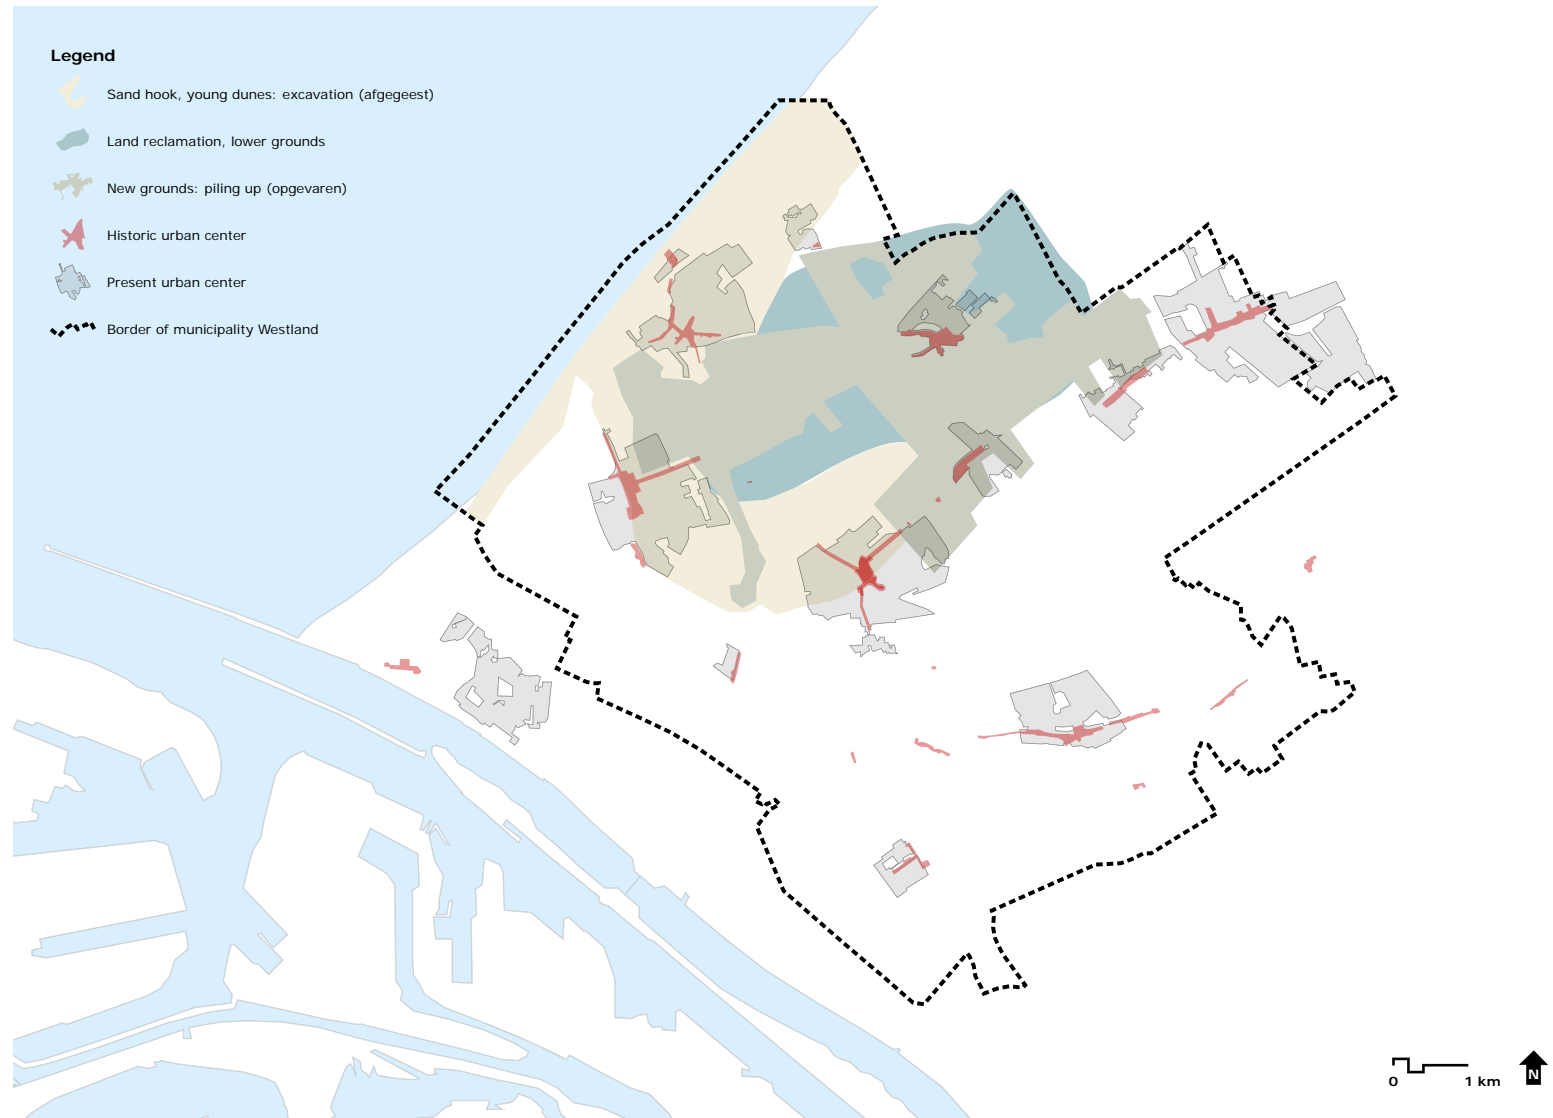 Legend
Sand hook, young dunes: excavation (afgegeest)
Land reclamation, lower grounds
New grounds: piling up (opgevaren)
Historic urban center
Present urban center
Border of municipality Westland
0 1 km
N